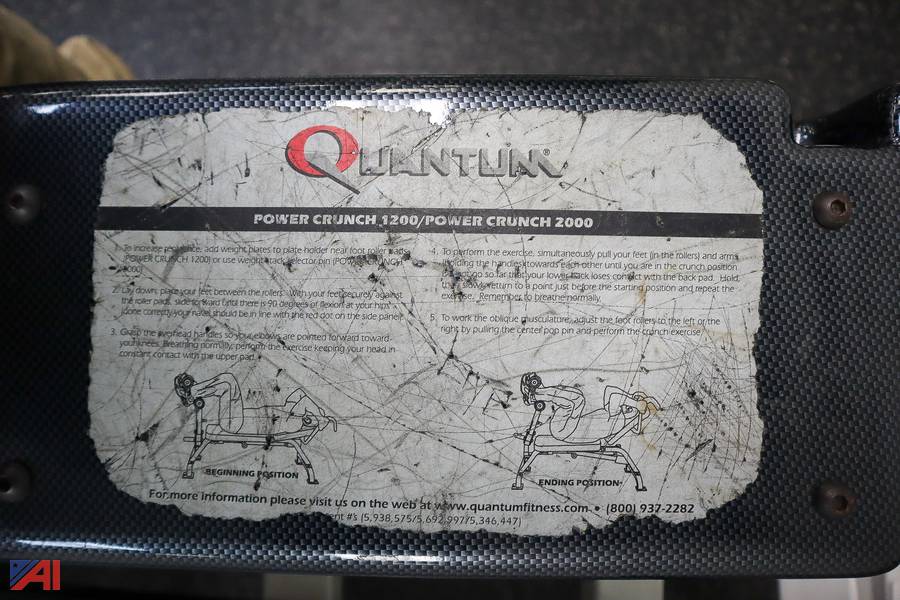 QUANTUM®
POWER CRUNCH 1200/POWER CRUNCH 2000
1. To increase resistance, add weight plates to plate holder near foot roller pads
(POWER CRUNCH 1200) or use weight stack selector pin (POWER CRUNCH
2000)
2. Lay down, place your feet between the rollers. With your feet securely against
the roller pads, slide forward until there is 90 degrees of flexion at your hips -
done correctly your navel should be in line with the red dot on the side panel.
3. Grasp the overhead handles so your elbows are pointed forward toward
your knees. Breathing normally, perform the exercise keeping your head in
constant contact with the upper pad.
4. To perform the exercise, simultaneously pull your feet (in the rollers) and arms
(holding the handles) towards each other until you are in the crunch position
not go so far that your lower back loses contact with the back pad. Hold,
then slowly return to a point just before the starting position and repeat the
exercise. Remember to breathe normally.
5. To work the oblique musculature, adjust the foot rollers to the left or the
right by pulling the center pop pin and perform the crunch exercise.
BEGINNING POSITION
ENDING POSITION
For more information please visit us on the web at www.quantumfitness.com • (800) 937-2282
#'s (5,938,575/5,692,997/5,346,447)
AI